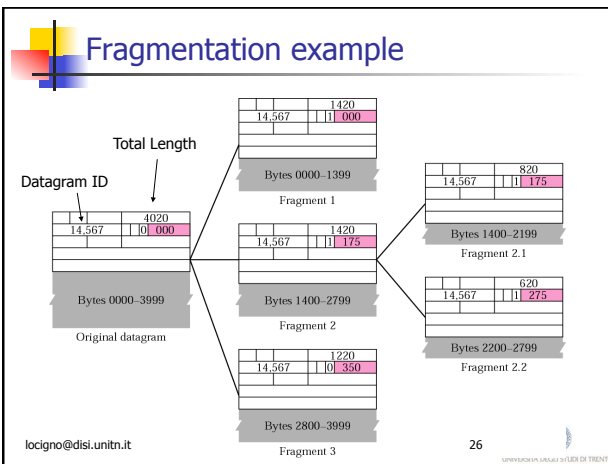 Fragmentation example
Total Length
Datagram ID
4020
14,567 0 000
Bytes 0000–3999
Original datagram
1420
14,567 1 000
Bytes 0000–1399
Fragment 1
1420
14,567 1 175
Bytes 1400–2799
Fragment 2
1220
14,567 0 350
Bytes 2800–3999
Fragment 3
820
14,567 1 175
Bytes 1400–2199
Fragment 2.1
620
14,567 1 275
Bytes 2200–2799
Fragment 2.2
locigno@disi.unitn.it
26